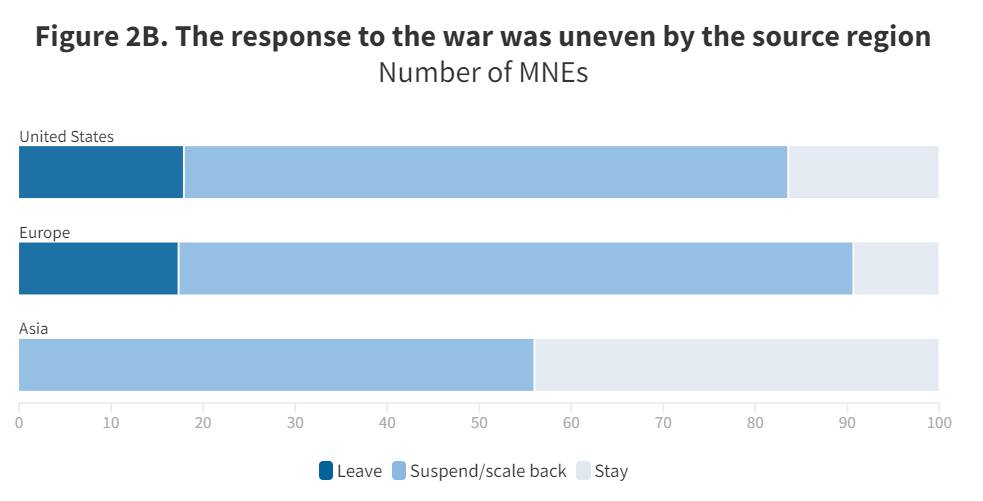 Figure 2B. The response to the war was uneven by the source region
Number of MNEs
United States
Europe
Asia
0 10 20 30 40 50 60 70 80 90 100
Leave Suspend/scale back Stay